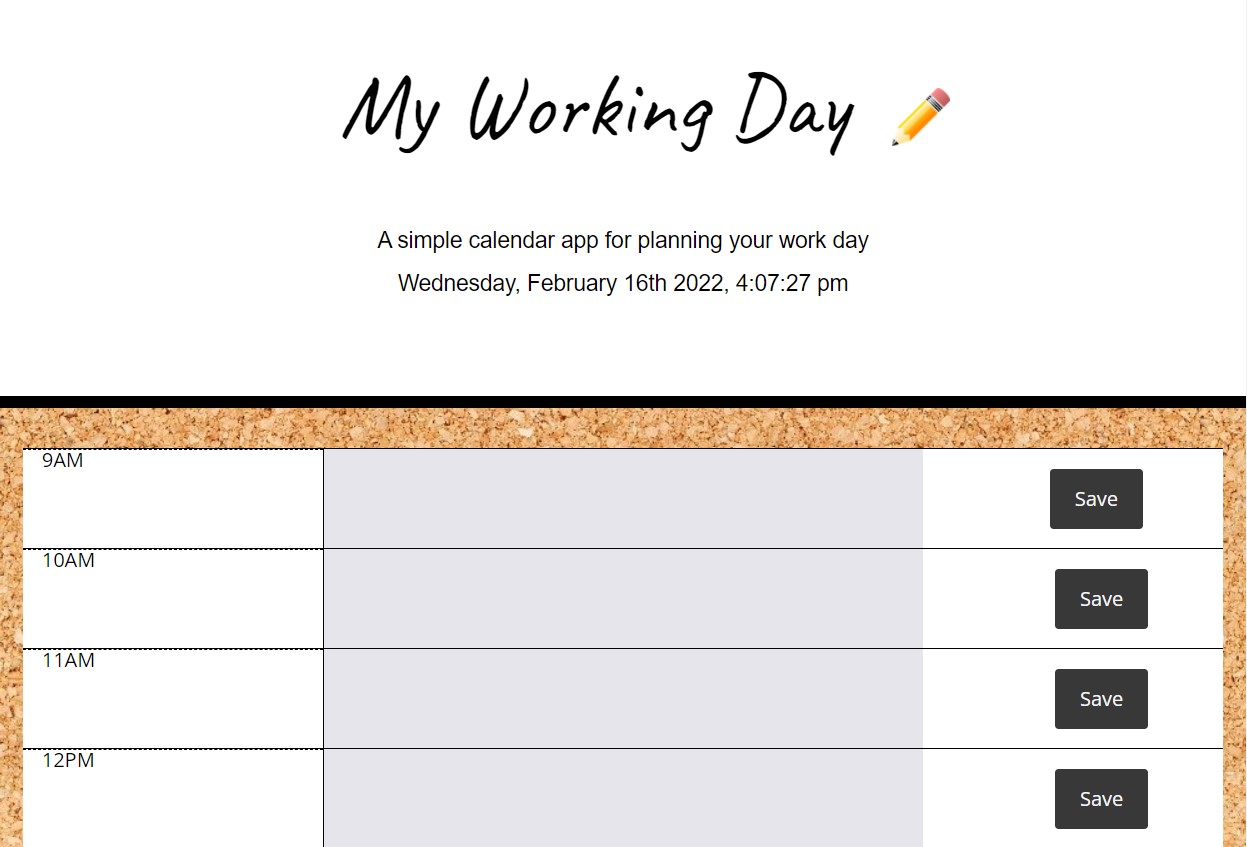 My Working Day
A simple calendar app for planning your work day
Wednesday, February 16th 2022, 4:07:27 pm
9AM
Save
10AM
Save
11AM
Save
12PM
Save